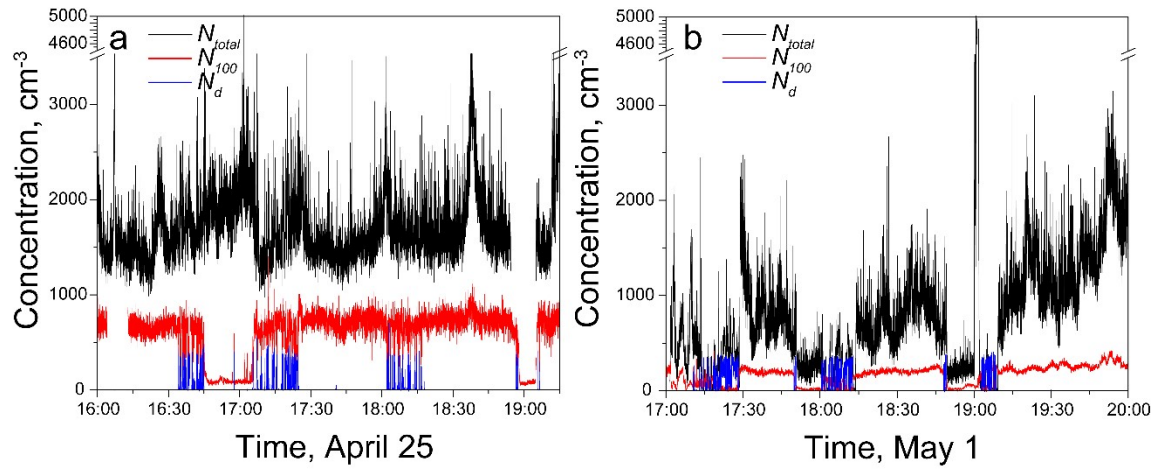 a
N_total
N_100
N_d
Concentration, cm-3
5000
4600
3000
2000
1000
0
16:00 16:30 17:00 17:30 18:00 18:30 19:00
Time, April 25
b
N_total
N_100
N_d
Concentration, cm-3
5000
4600
3000
2000
1000
0
17:00 17:30 18:00 18:30 19:00 19:30 20:00
Time, May 1